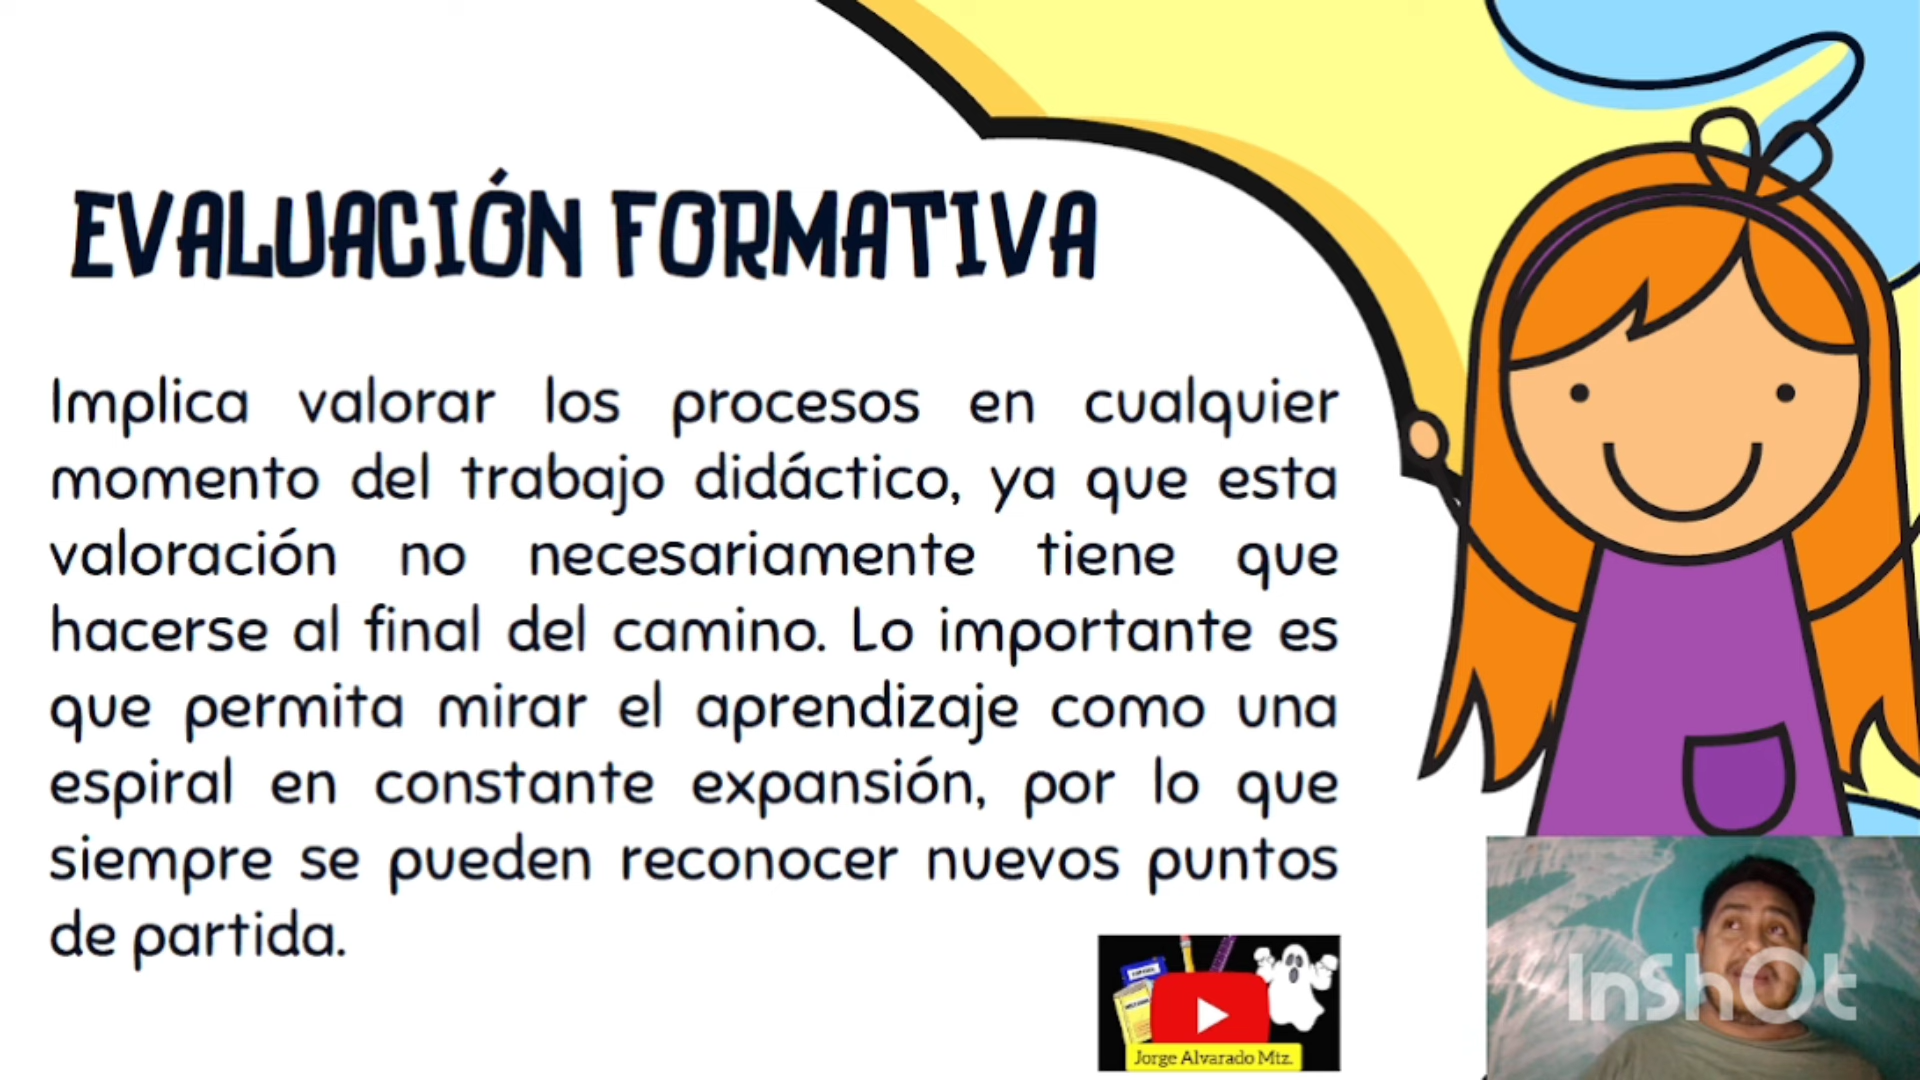 EVALUACIÓN FORMATIVA
Implica valorar los procesos en cualquier
momento del trabajo didáctico, ya que esta
valoración no necesariamente tiene que
hacerse al final del camino. Lo importante es
que permita mirar el aprendizaje como una
espiral en constante expansión, por lo que
siempre se pueden reconocer nuevos puntos
de partida.
Jorge Alvarado Mtz.
InShOt